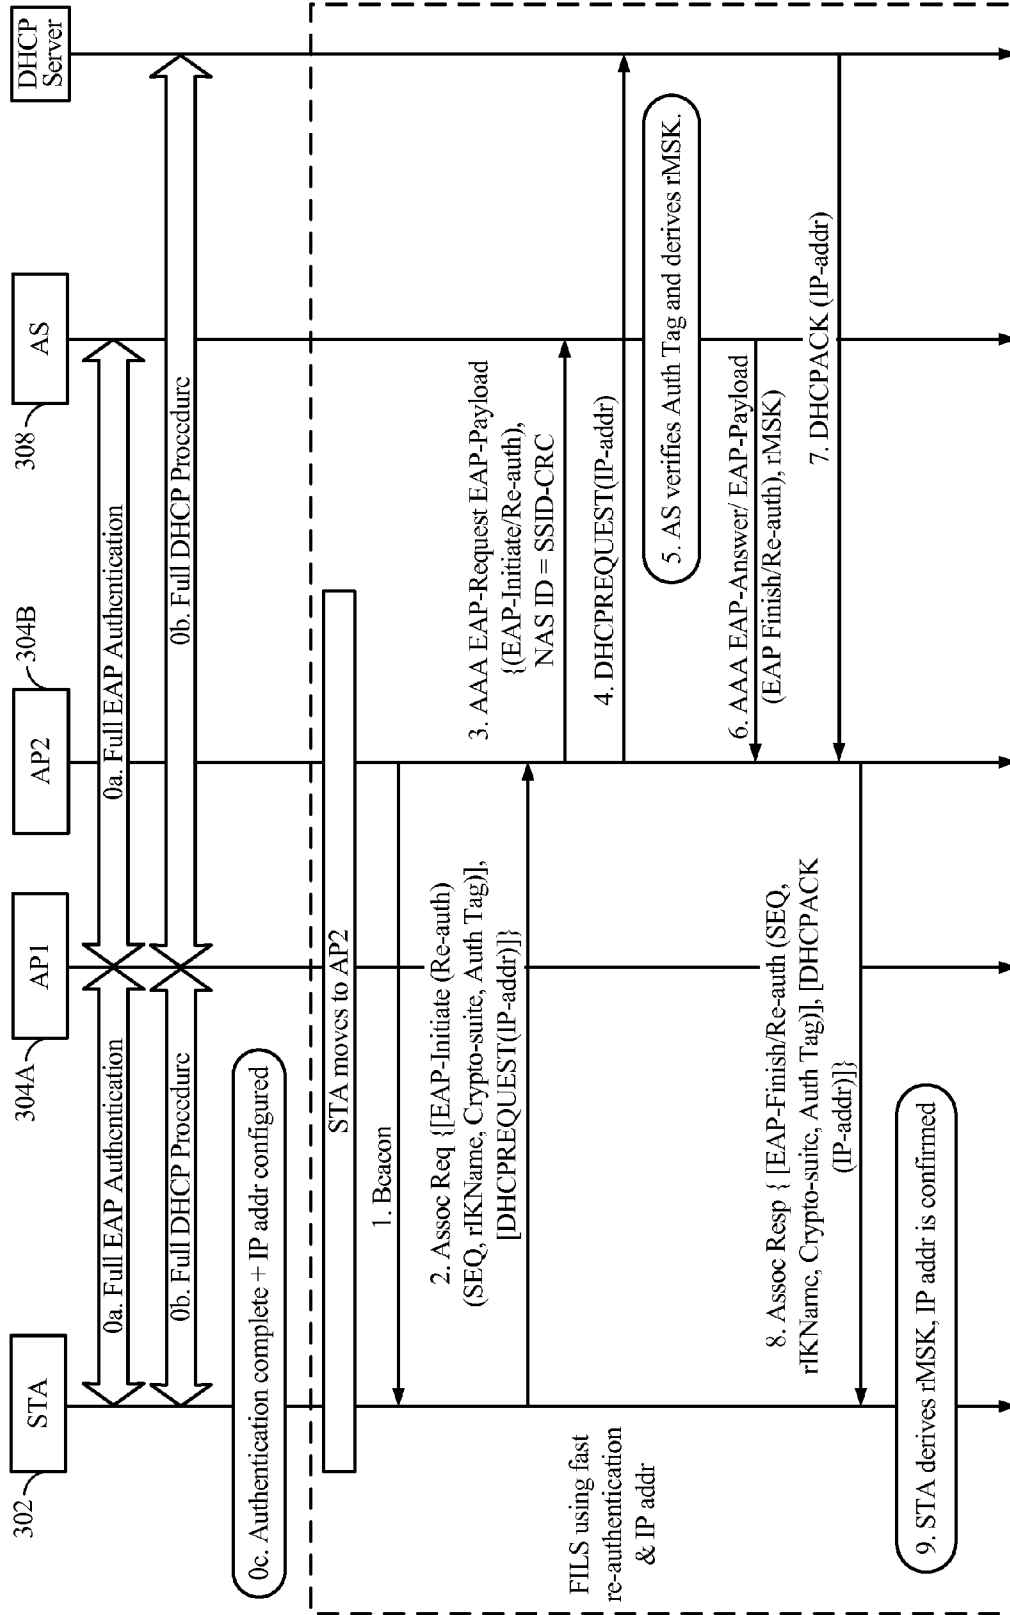 STA
302
AP1
304A
AP2
304B
AS
308
DHCP
Server
0a. Full EAP Authentication
0a. Full EAP Authentication
0b. Full DHCP Procedure
0b. Full DHCP Procedure
0c. Authentication complete + IP addr configured
STA moves to AP2
1. Beacon
2. Assoc Req {[EAP-Initiate (Re-auth)
(SEQ, rIKName, Crypto-suite, Auth Tag)],
[DHCPREQUEST(IP-addr)]}
3. AAA EAP-Request EAP-Payload
{(EAP-Initiate/Re-auth),
NAS ID = SSID-CRC
4. DHCPREQUEST(IP-addr)
5. AS verifies Auth Tag and derives rMSK.
6. AAA EAP-Answer/ EAP-Payload
(EAP Finish/Re-auth), rMSK)
7. DHCPACK (IP-addr)
8. Assoc Resp { [EAP-Finish/Re-auth (SEQ,
rIKName, Crypto-suite, Auth Tag)], [DHCPACK
(IP-addr)]}
9. STA derives rMSK, IP addr is confirmed
FILS using fast
re-authentication
& IP addr